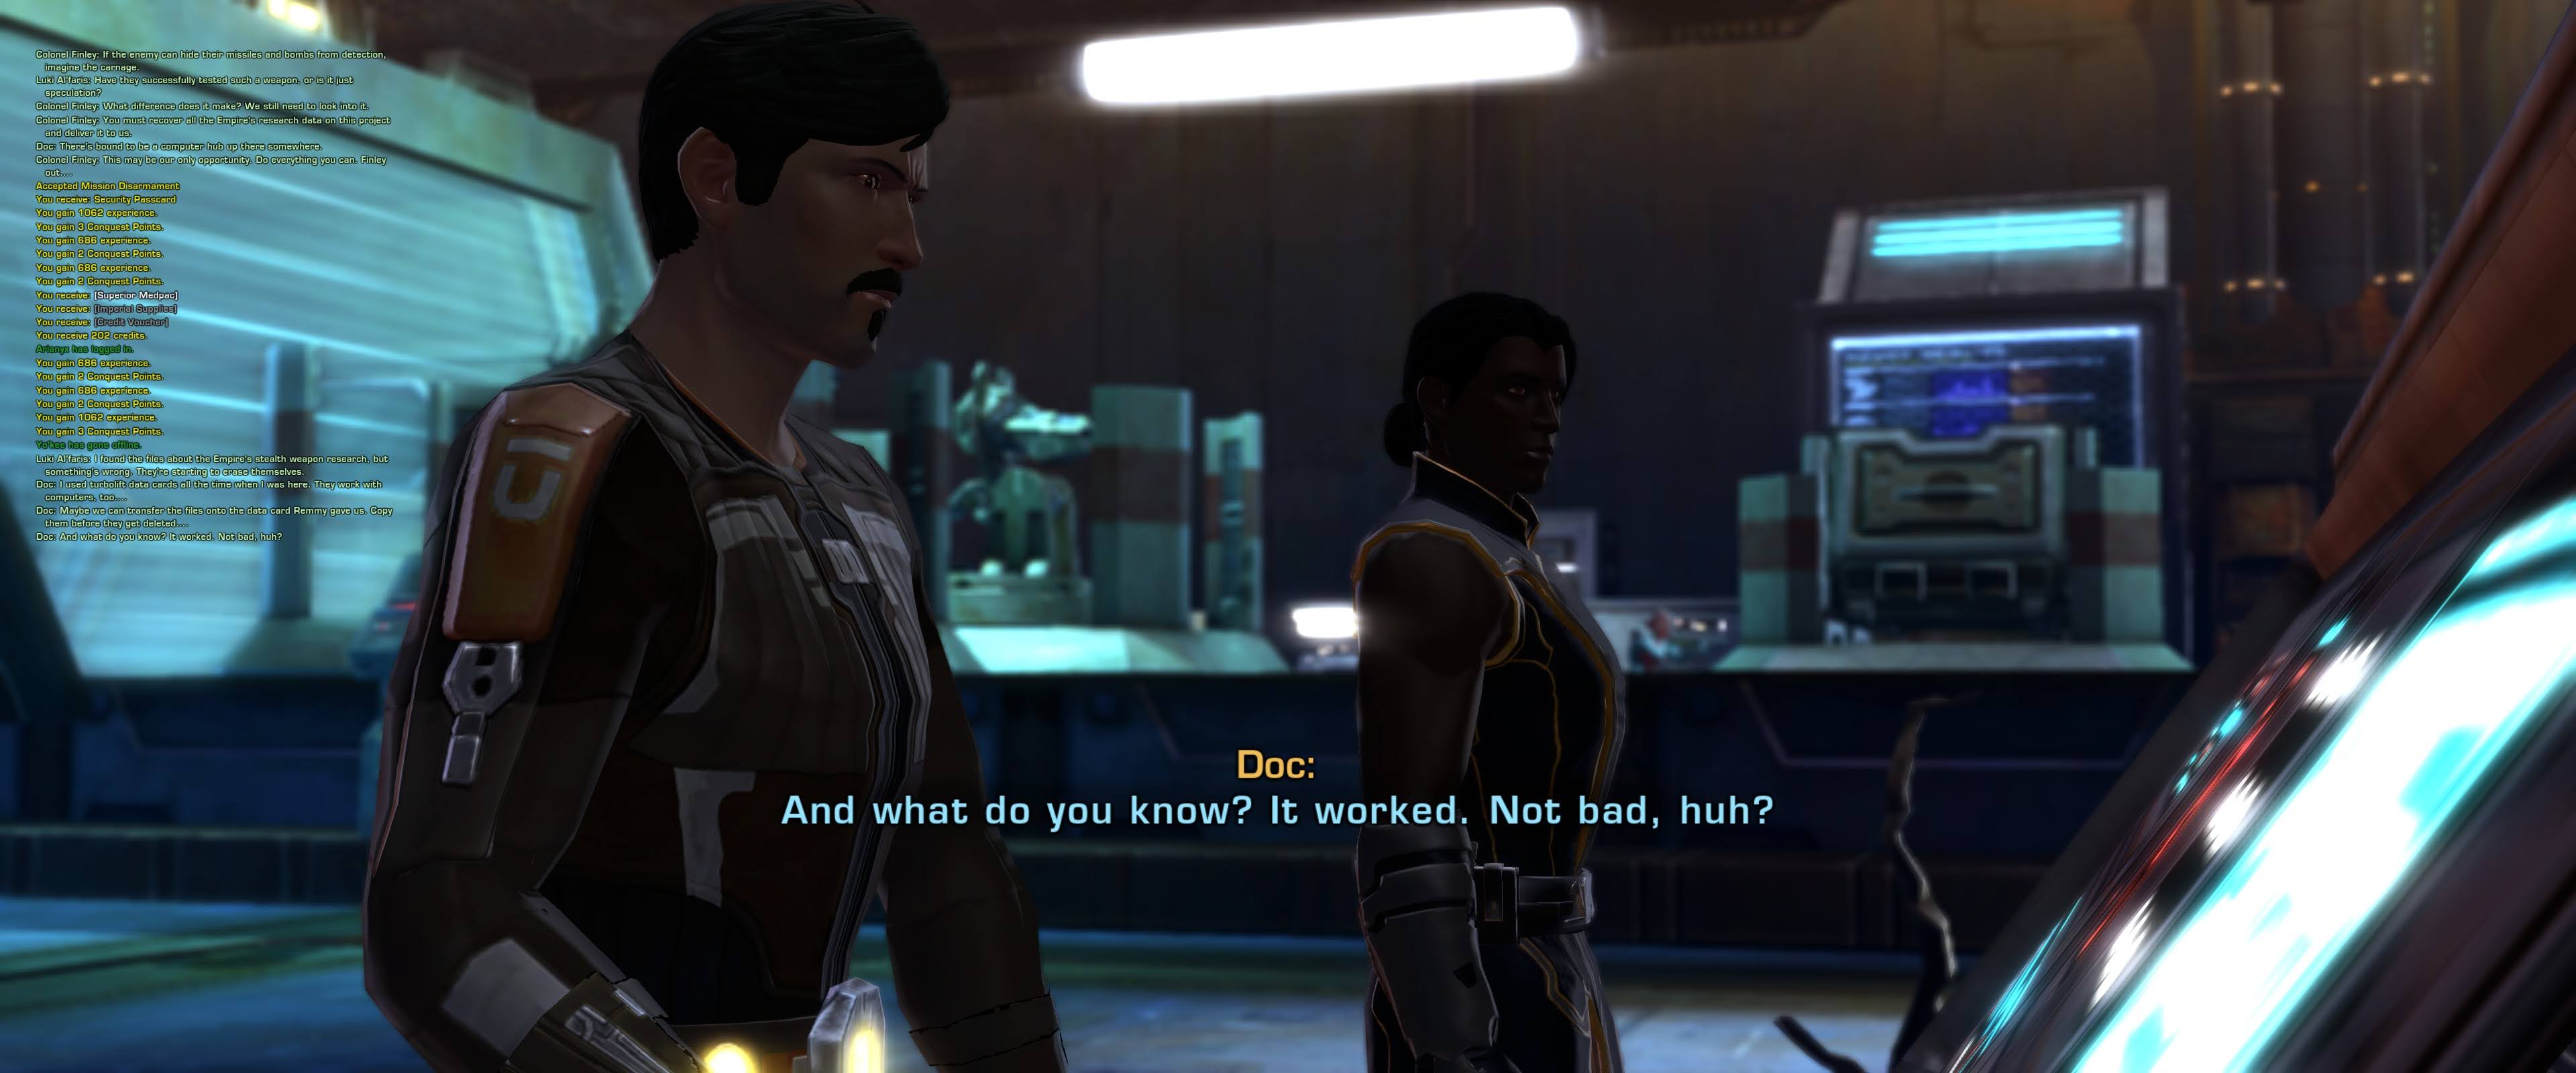 Colonel Finley: If the enemy can hide their missiles and bombs from detection,
imagine the carnage.
Luki Al'faris: Have they successfully tested such a weapon, or is it just
speculation?
Colonel Finley: What difference does it make? We still need to look into it.
Colonel Finley: You must recover all the Empire's research data on this project
and deliver it to us.
Doc: There's bound to be a computer hub up there somewhere.
Colonel Finley: This may be our only opportunity. Do everything you can. Finley
out....
Accepted Mission Disarmament
You receive: Security Passcard
You gain 1062 experience.
You gain 3 Conquest Points.
You gain 686 experience.
You gain 2 Conquest Points.
You gain 686 experience.
You gain 2 Conquest Points.
You receive: [Superior Medpac]
You receive: [Imperial Supplies]
You receive: [Credit Voucher]
You receive 202 credits.
Arianyx has logged in.
You gain 686 experience.
You gain 2 Conquest Points.
You gain 686 experience.
You gain 2 Conquest Points.
You gain 1062 experience.
You gain 3 Conquest Points.
Yo'kee has gone offline.
Luki Al'faris: I found the files about the Empire's stealth weapon research, but
something's wrong. They're starting to erase themselves.
Doc: I used turbolift data cards all the time when I was here. They work with
computers, too....
Doc: Maybe we can transfer the files onto the data card Remmy gave us. Copy
them before they get deleted....
Doc: And what do you know? It worked. Not bad, huh?
Doc:
And what do you know? It worked. Not bad, huh?